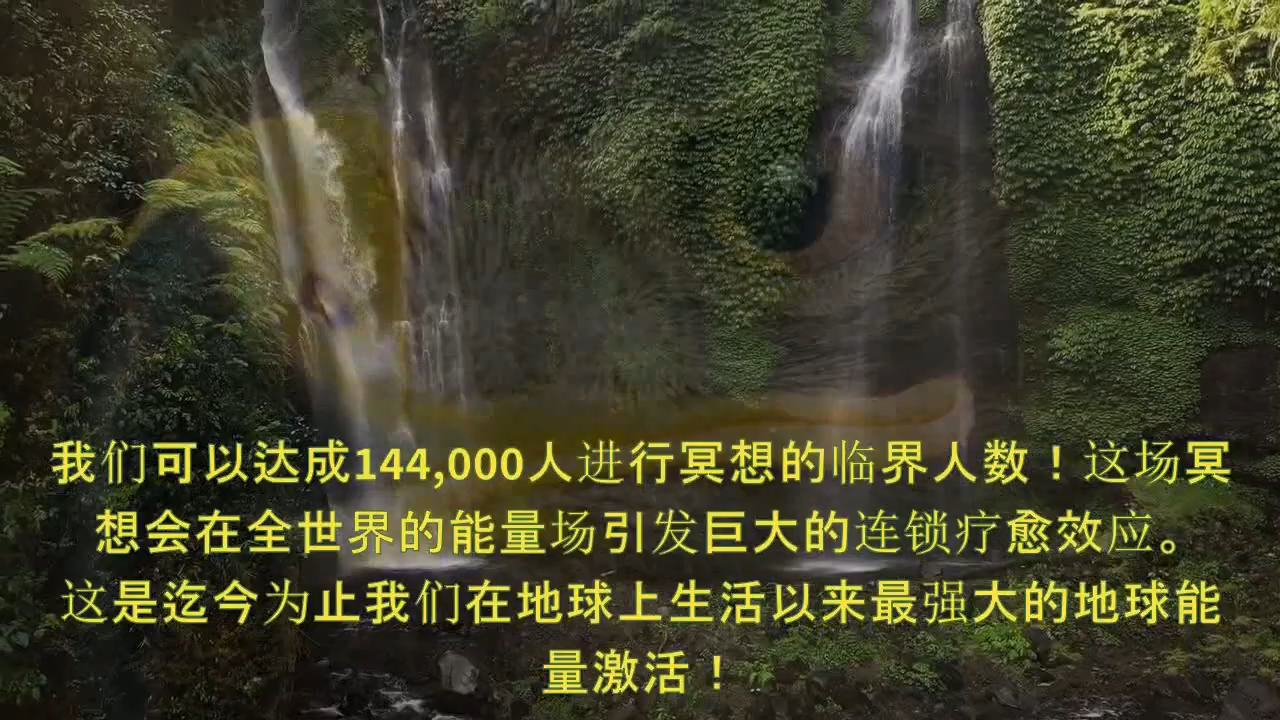 我们可以达成144,000人进行冥想的临界人数！这场冥
想会在全世界的能量场引发巨大的连锁疗愈效应。
这是迄今为止我们在地球上生活以来最强大的地球能
量激活！